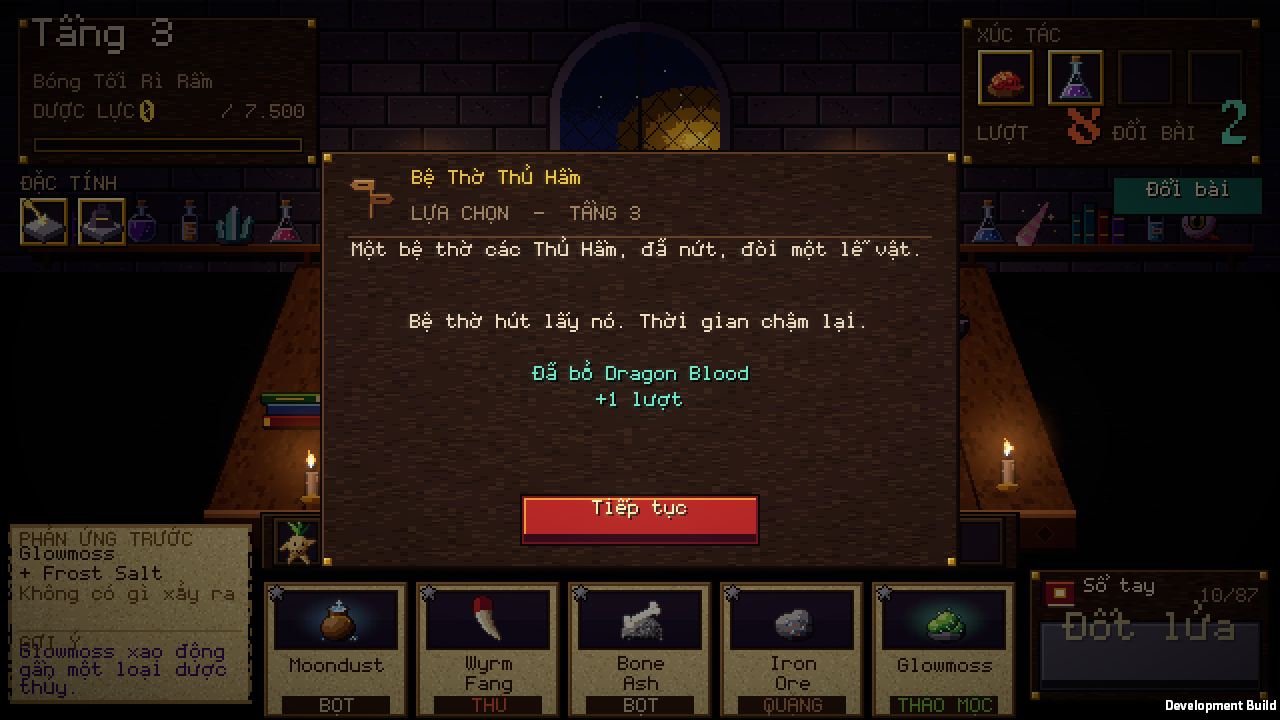 Tầng 3
Bóng Tối Rì Rầm
DƯỢC LỰC 0 / 7.500
ĐẶC TÍNH
XÚC TÁC
LƯỢT 8 ĐỔI BÀI 2
Đổi bài
Bệ Thờ Thủ Hầm
LỰA CHỌN – TẦNG 3
Một bệ thờ các Thủ Hầm, đã nứt, đòi một lễ vật.
Bệ thờ hút lấy nó. Thời gian chậm lại.
Đã bỏ Dragon Blood
+1 lượt
Tiếp tục
PHẢN ỨNG TRƯỚC
Glowmoss
+ Frost Salt
Không có gì xảy ra
GỢI Ý
Glowmoss xao động
gần một loài dược
thủy.
Moondust
BỘT
Wyrm
Fang
THÚ
Bone
Ash
BỘT
Iron
Ore
QUẶNG
Glowmoss
THẢO MỘC
Sổ tay
10/87
Đốt lửa
Development Build